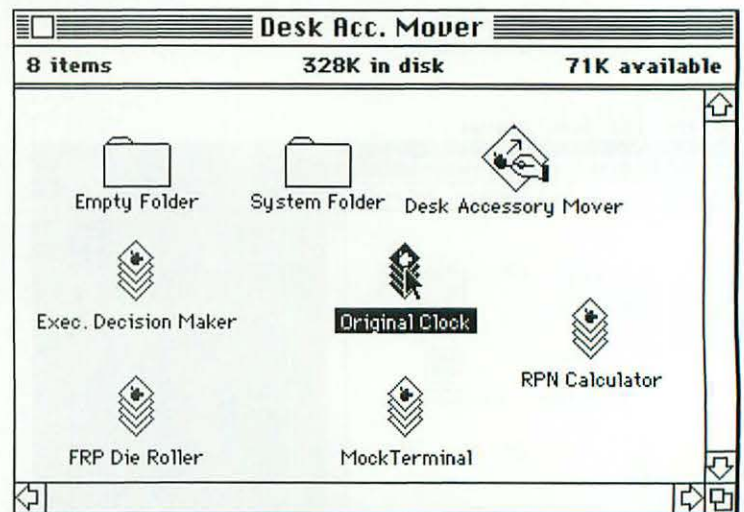 Desk Acc. Mover
8 items 328K in disk 71K available
Empty Folder System Folder Desk Accessory Mover
Exec. Decision Maker Original Clock
RPN Calculator
FRP Die Roller MockTerminal